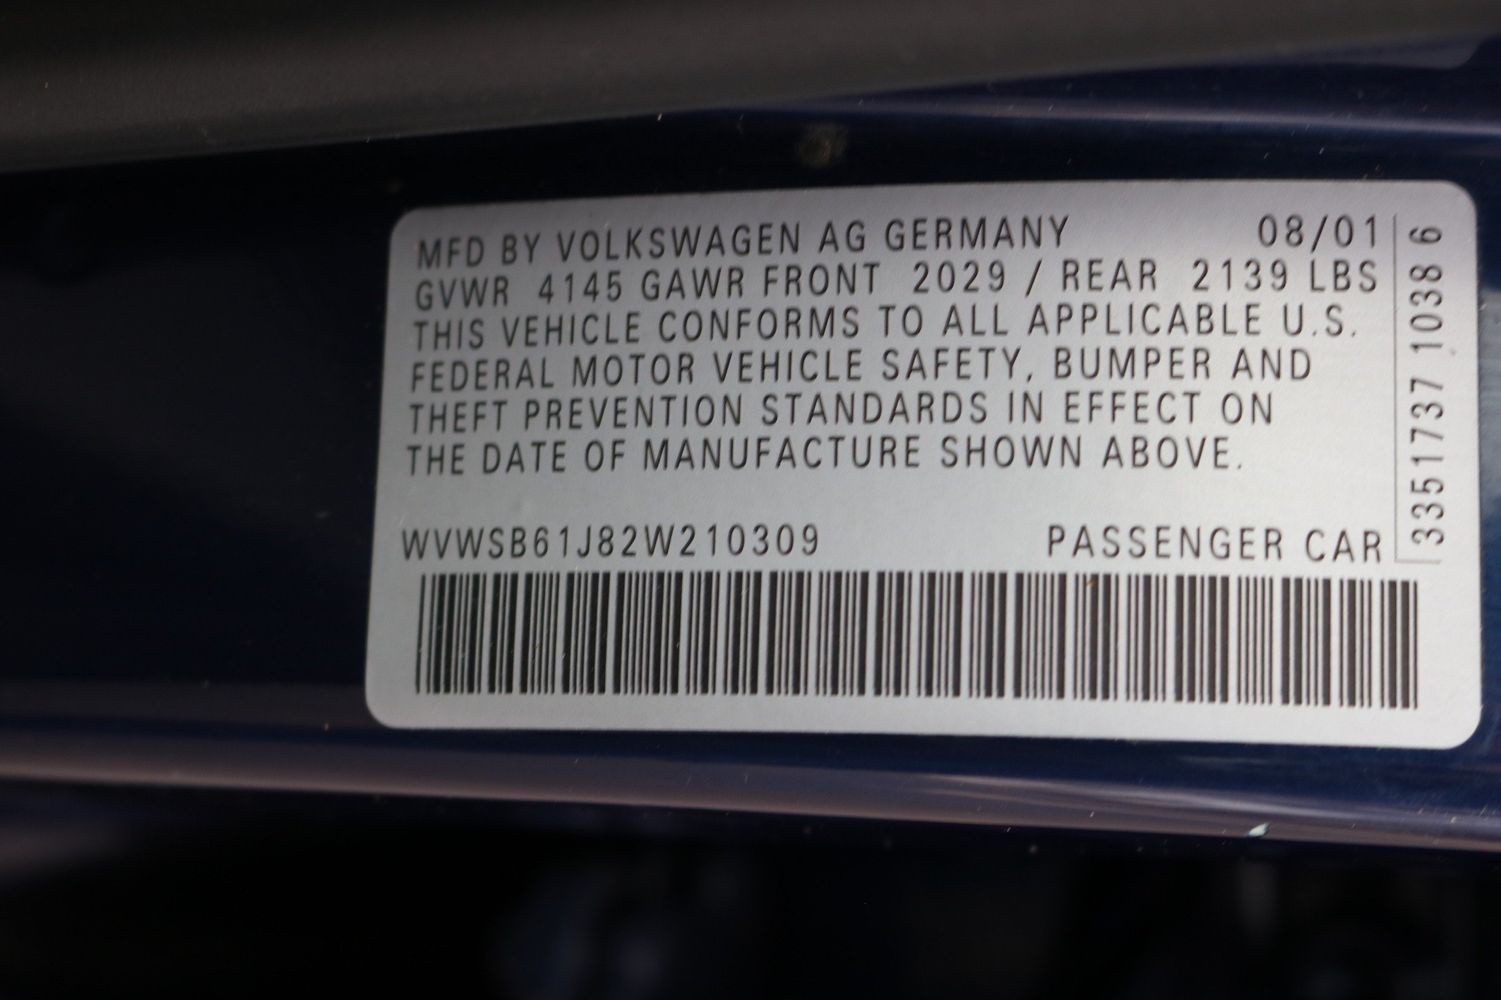 MFD BY VOLKSWAGEN AG GERMANY 08/01
GVWR 4145 GAWR FRONT 2029 / REAR 2139 LBS
THIS VEHICLE CONFORMS TO ALL APPLICABLE U.S.
FEDERAL MOTOR VEHICLE SAFETY, BUMPER AND
THEFT PREVENTION STANDARDS IN EFFECT ON
THE DATE OF MANUFACTURE SHOWN ABOVE.
WVWSB61J82W210309 PASSENGER CAR
3351737 1038 6